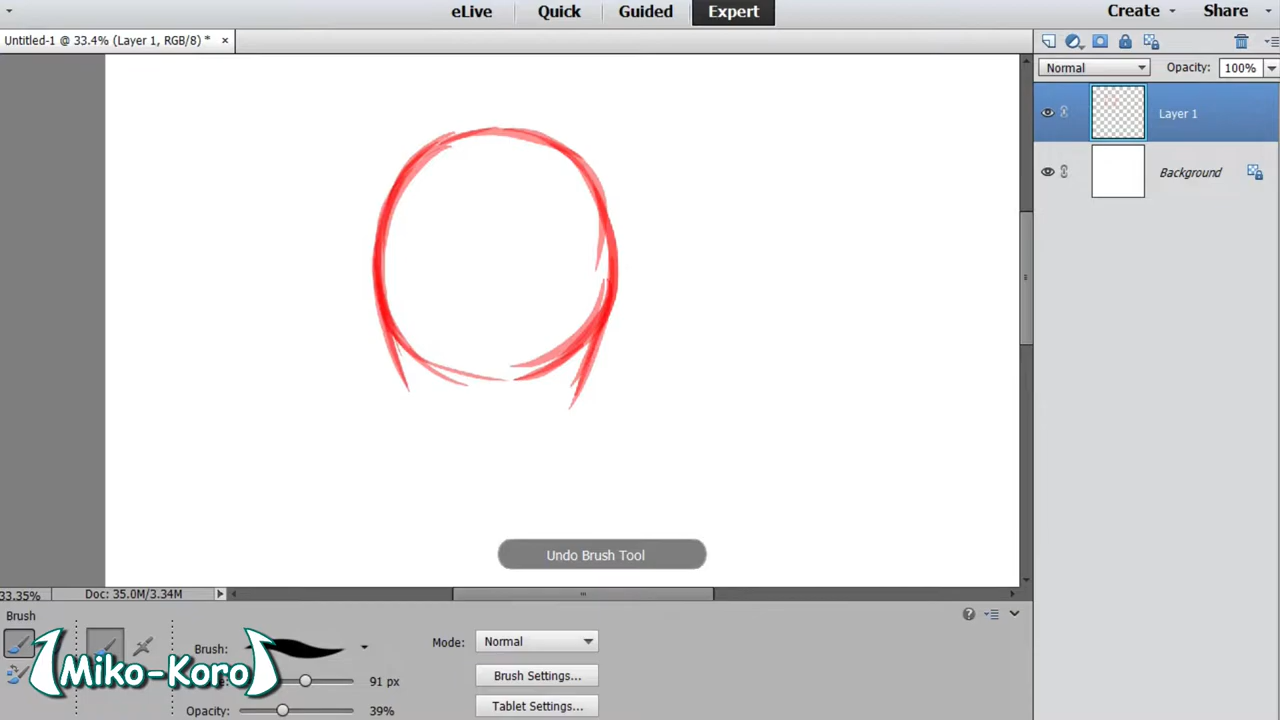 eLive Quick Guided Expert Create Share
Untitled-1 @ 33.4% (Layer 1, RGB/8) * ×
Normal Opacity: 100%
Layer 1
Background
Undo Brush Tool
33.35% Doc: 35.0M/3.34M
Brush
Brush: Mode: Normal
91 px
Brush Settings...
Opacity: 39% Tablet Settings...
Miko-Koro